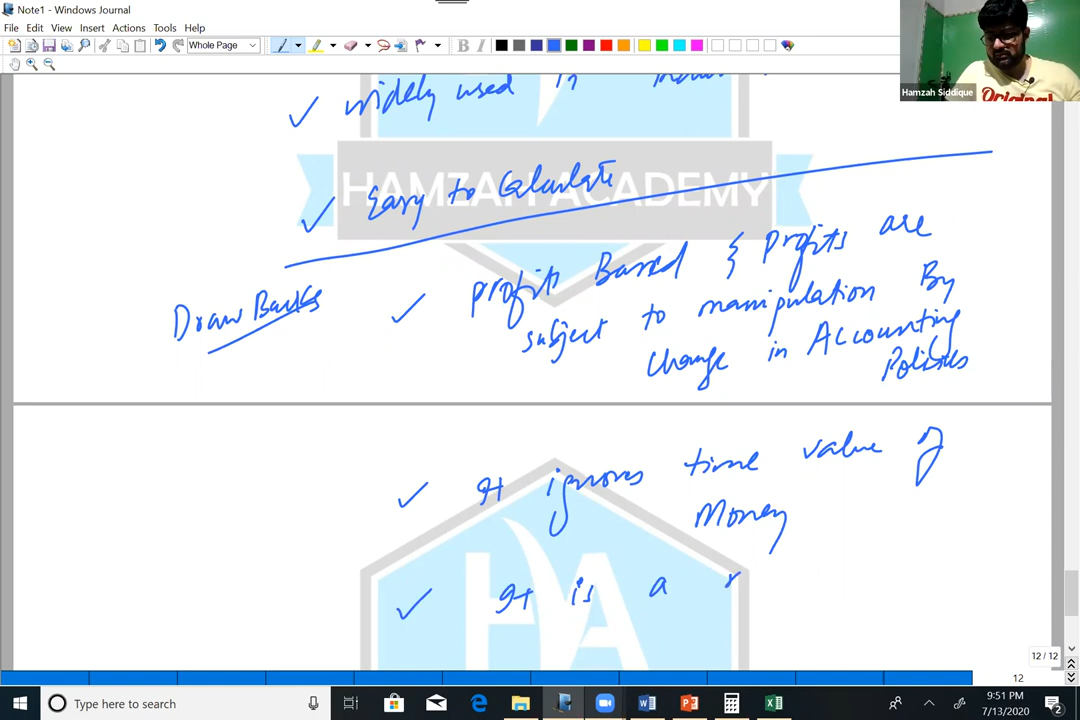 Note1 - Windows Journal
File Edit View Insert Actions Tools Help
Whole Page
B I
Hamzah Siddique
Original
✓ widely used in
HAMZAH ACADEMY
✓ Easy to Calculate
Draw Backs
✓ Profits Based & profits are
subject to manipulation By
change in Accounting
Policies
✓ It ignores time value of
Money
✓ It is a r
HA
12 / 12
12
Type here to search
9:51 PM
7/13/2020
2